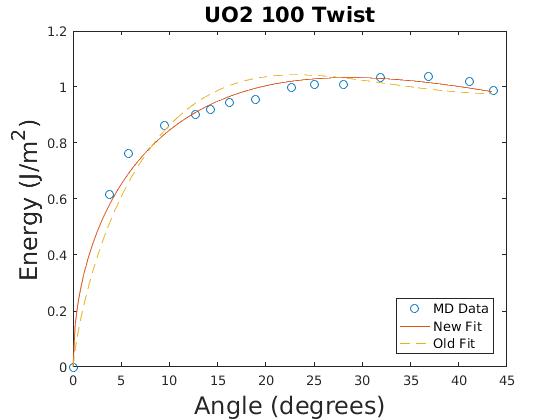 UO2 100 Twist
1.2
1
0.8
0.6
0.4
0.2
0
0 5 10 15 20 25 30 35 40 45
Energy (J/m²)
Angle (degrees)
MD Data
New Fit
Old Fit